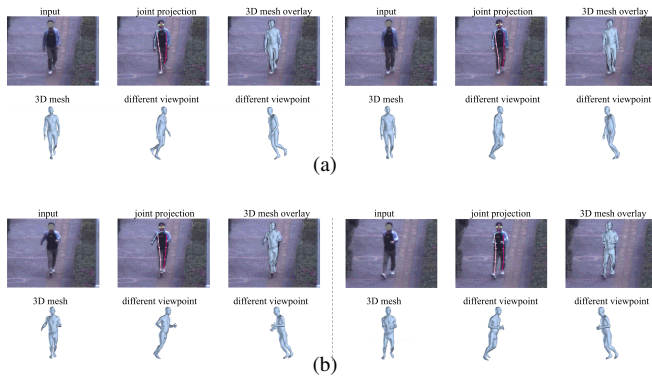 input joint projection 3D mesh overlay input joint projection 3D mesh overlay
3D mesh different viewpoint different viewpoint 3D mesh different viewpoint different viewpoint
(a)
input joint projection 3D mesh overlay input joint projection 3D mesh overlay
3D mesh different viewpoint different viewpoint 3D mesh different viewpoint different viewpoint
(b)